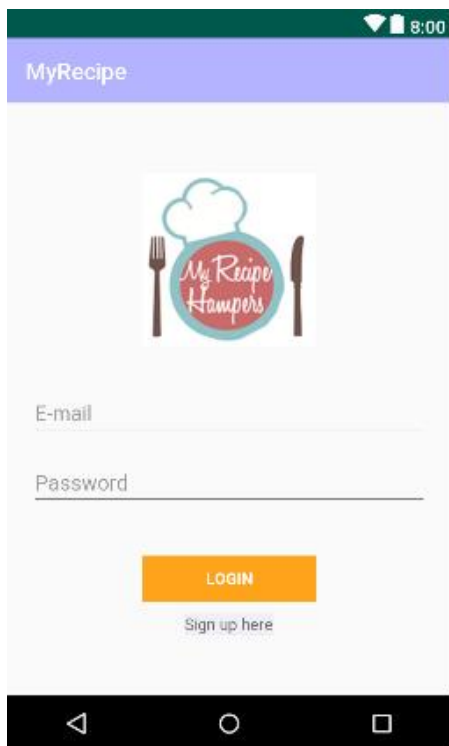 8:00
MyRecipe
My Recipe
Hampers
E-mail
Password
LOGIN
Sign up here